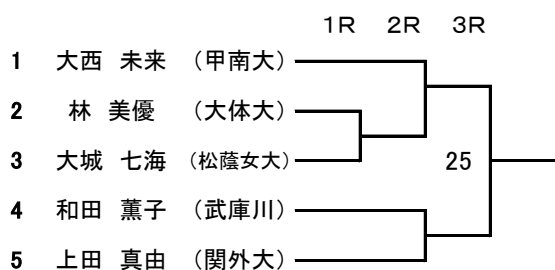 1R 2R 3R
1 大西 未来 (甲南大)
2 林 美優 (大体大)
3 大城 七海 (松蔭女大)
25
4 和田 薫子 (武庫川)
5 上田 真由 (関外大)